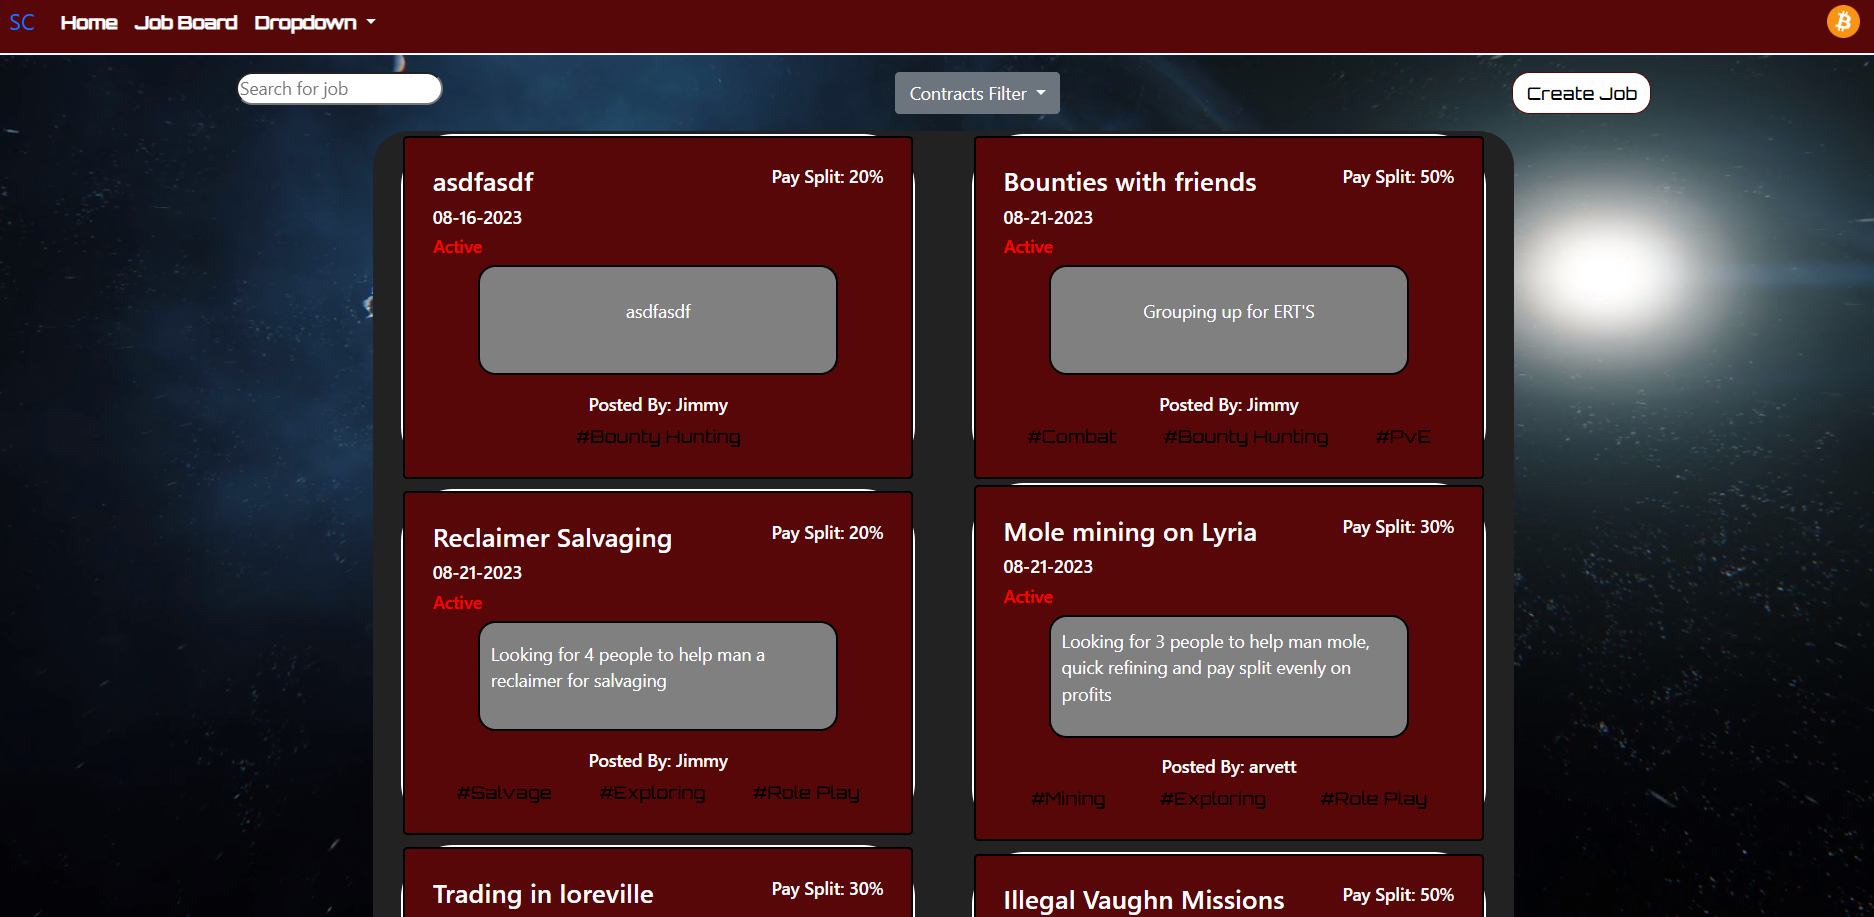 SC Home Job Board Dropdown
Search for job
Contracts Filter
Create Job
asdfasdf
Pay Split: 20%
08-16-2023
Active
asdfasdf
Posted By: Jimmy
#Bounty Hunting
Bounties with friends
Pay Split: 50%
08-21-2023
Active
Grouping up for ERT'S
Posted By: Jimmy
#Combat #Bounty Hunting #PvE
Reclaimer Salvaging
Pay Split: 20%
08-21-2023
Active
Looking for 4 people to help man a
reclaimer for salvaging
Posted By: Jimmy
#Salvage #Exploring #Role Play
Mole mining on Lyria
Pay Split: 30%
08-21-2023
Active
Looking for 3 people to help man mole,
quick refining and pay split evenly on
profits
Posted By: arvett
#Mining #Exploring #Role Play
Trading in loreville
Pay Split: 30%
Illegal Vaughn Missions
Pay Split: 50%